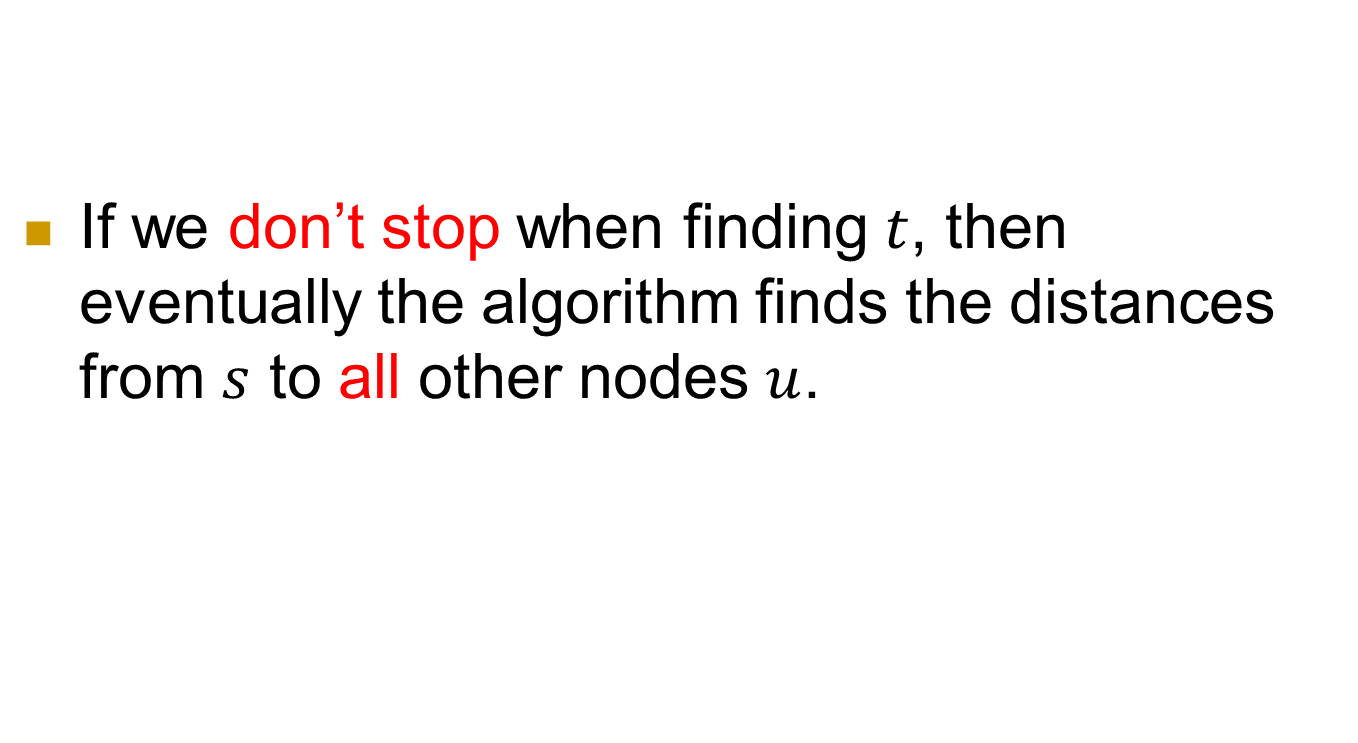 If we don’t stop when finding 𝑡, then
eventually the algorithm finds the distances
from 𝑠 to all other nodes 𝑢.